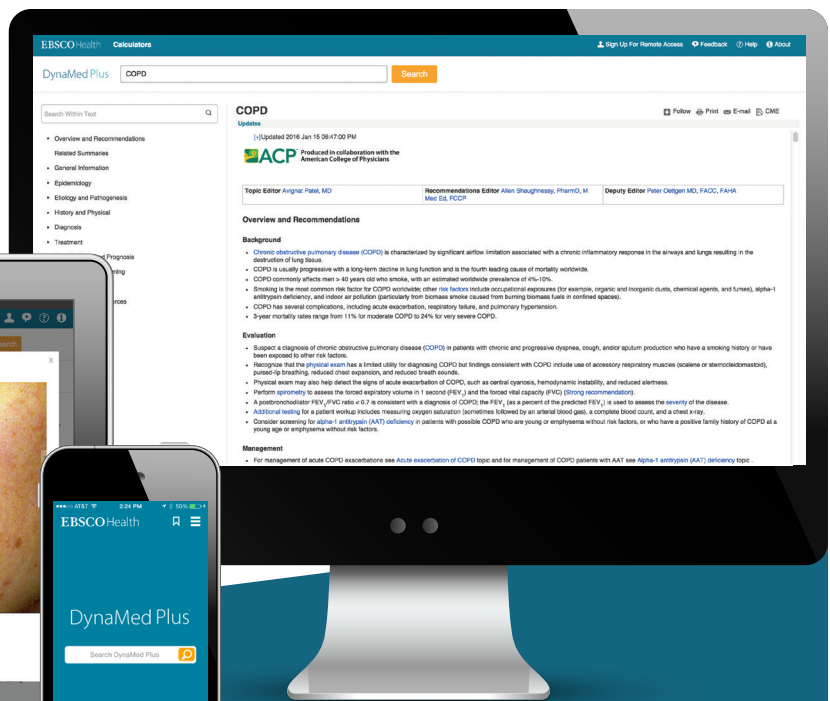 EBSCO Health Calculators Sign Up For Remote Access Feedback Help About
DynaMed Plus COPD Search
Search Within Text
Overview and Recommendations
Related Summaries
General Information
Epidemiology
Etiology and Pathogenesis
History and Physical
Diagnosis
Treatment
Prognosis
COPD
Follow Print E-mail CME
Updates
[+]Updated 2016 Jan 15 06:47:00 PM
ACP Produced in collaboration with the
American College of Physicians
Topic Editor Avignat Patel, MD Recommendations Editor Allen Shaughnessy, PharmD, M Deputy Editor Peter Oettgen MD, FACC, FAHA
Med Ed, FCCP
Overview and Recommendations
Background
• Chronic obstructive pulmonary disease (COPD) is characterized by significant airflow limitation associated with a chronic inflammatory response in the airways and lungs resulting in the
destruction of lung tissue.
• COPD is usually progressive with a long-term decline in lung function and is the fourth leading cause of mortality worldwide.
• COPD commonly affects men > 40 years old who smoke, with an estimated worldwide prevalence of 4%-10%.
• Smoking is the most common risk factor for COPD worldwide; other risk factors include occupational exposures (for example, organic and inorganic dusts, chemical agents, and fumes), alpha-1
antitrypsin deficiency, and indoor air pollution (particularly from biomass smoke caused from burning biomass fuels in confined spaces).
• COPD has several complications, including acute exacerbation, respiratory failure, and pulmonary hypertension.
• 3-year mortality rates range from 11% for moderate COPD to 24% for very severe COPD.
Evaluation
• Suspect a diagnosis of chronic obstructive pulmonary disease (COPD) in patients with chronic and progressive dyspnea, cough, and/or sputum production who have a smoking history or have
been exposed to other risk factors.
• Recognize that the physical exam has a limited utility for diagnosing COPD but findings consistent with COPD include use of accessory respiratory muscles (scalene or sternocleidomastoid),
pursed-lip breathing, reduced chest expansion, and reduced breath sounds.
• Physical exam may also help detect the signs of acute exacerbation of COPD, such as central cyanosis, hemodynamic instability, and reduced alertness.
• Perform spirometry to assess the forced expiratory volume in 1 second (FEV1) and the forced vital capacity (FVC) (Strong recommendation).
• A postbronchodilator FEV1/FVC ratio < 0.7 is consistent with a diagnosis of COPD; the FEV1 (as a percent of the predicted FEV1) is used to assess the severity of the disease.
• Additional testing for a patient workup includes measuring oxygen saturation (sometimes followed by an arterial blood gas), a complete blood count, and a chest x-ray.
• Consider screening for alpha-1 antitrypsin (AAT) deficiency in patients with possible COPD who are young or emphysema without risk factors, or who have a positive family history of COPD at a
young age or emphysema without risk factors.
Management
• For management of acute COPD exacerbations see Acute exacerbation of COPD topic and for management of COPD patients with AAT see Alpha-1 antitrypsin (AAT) deficiency topic .
X
AT&T 2:24 PM 50%
EBSCO Health
DynaMed Plus
Search DynaMed Plus